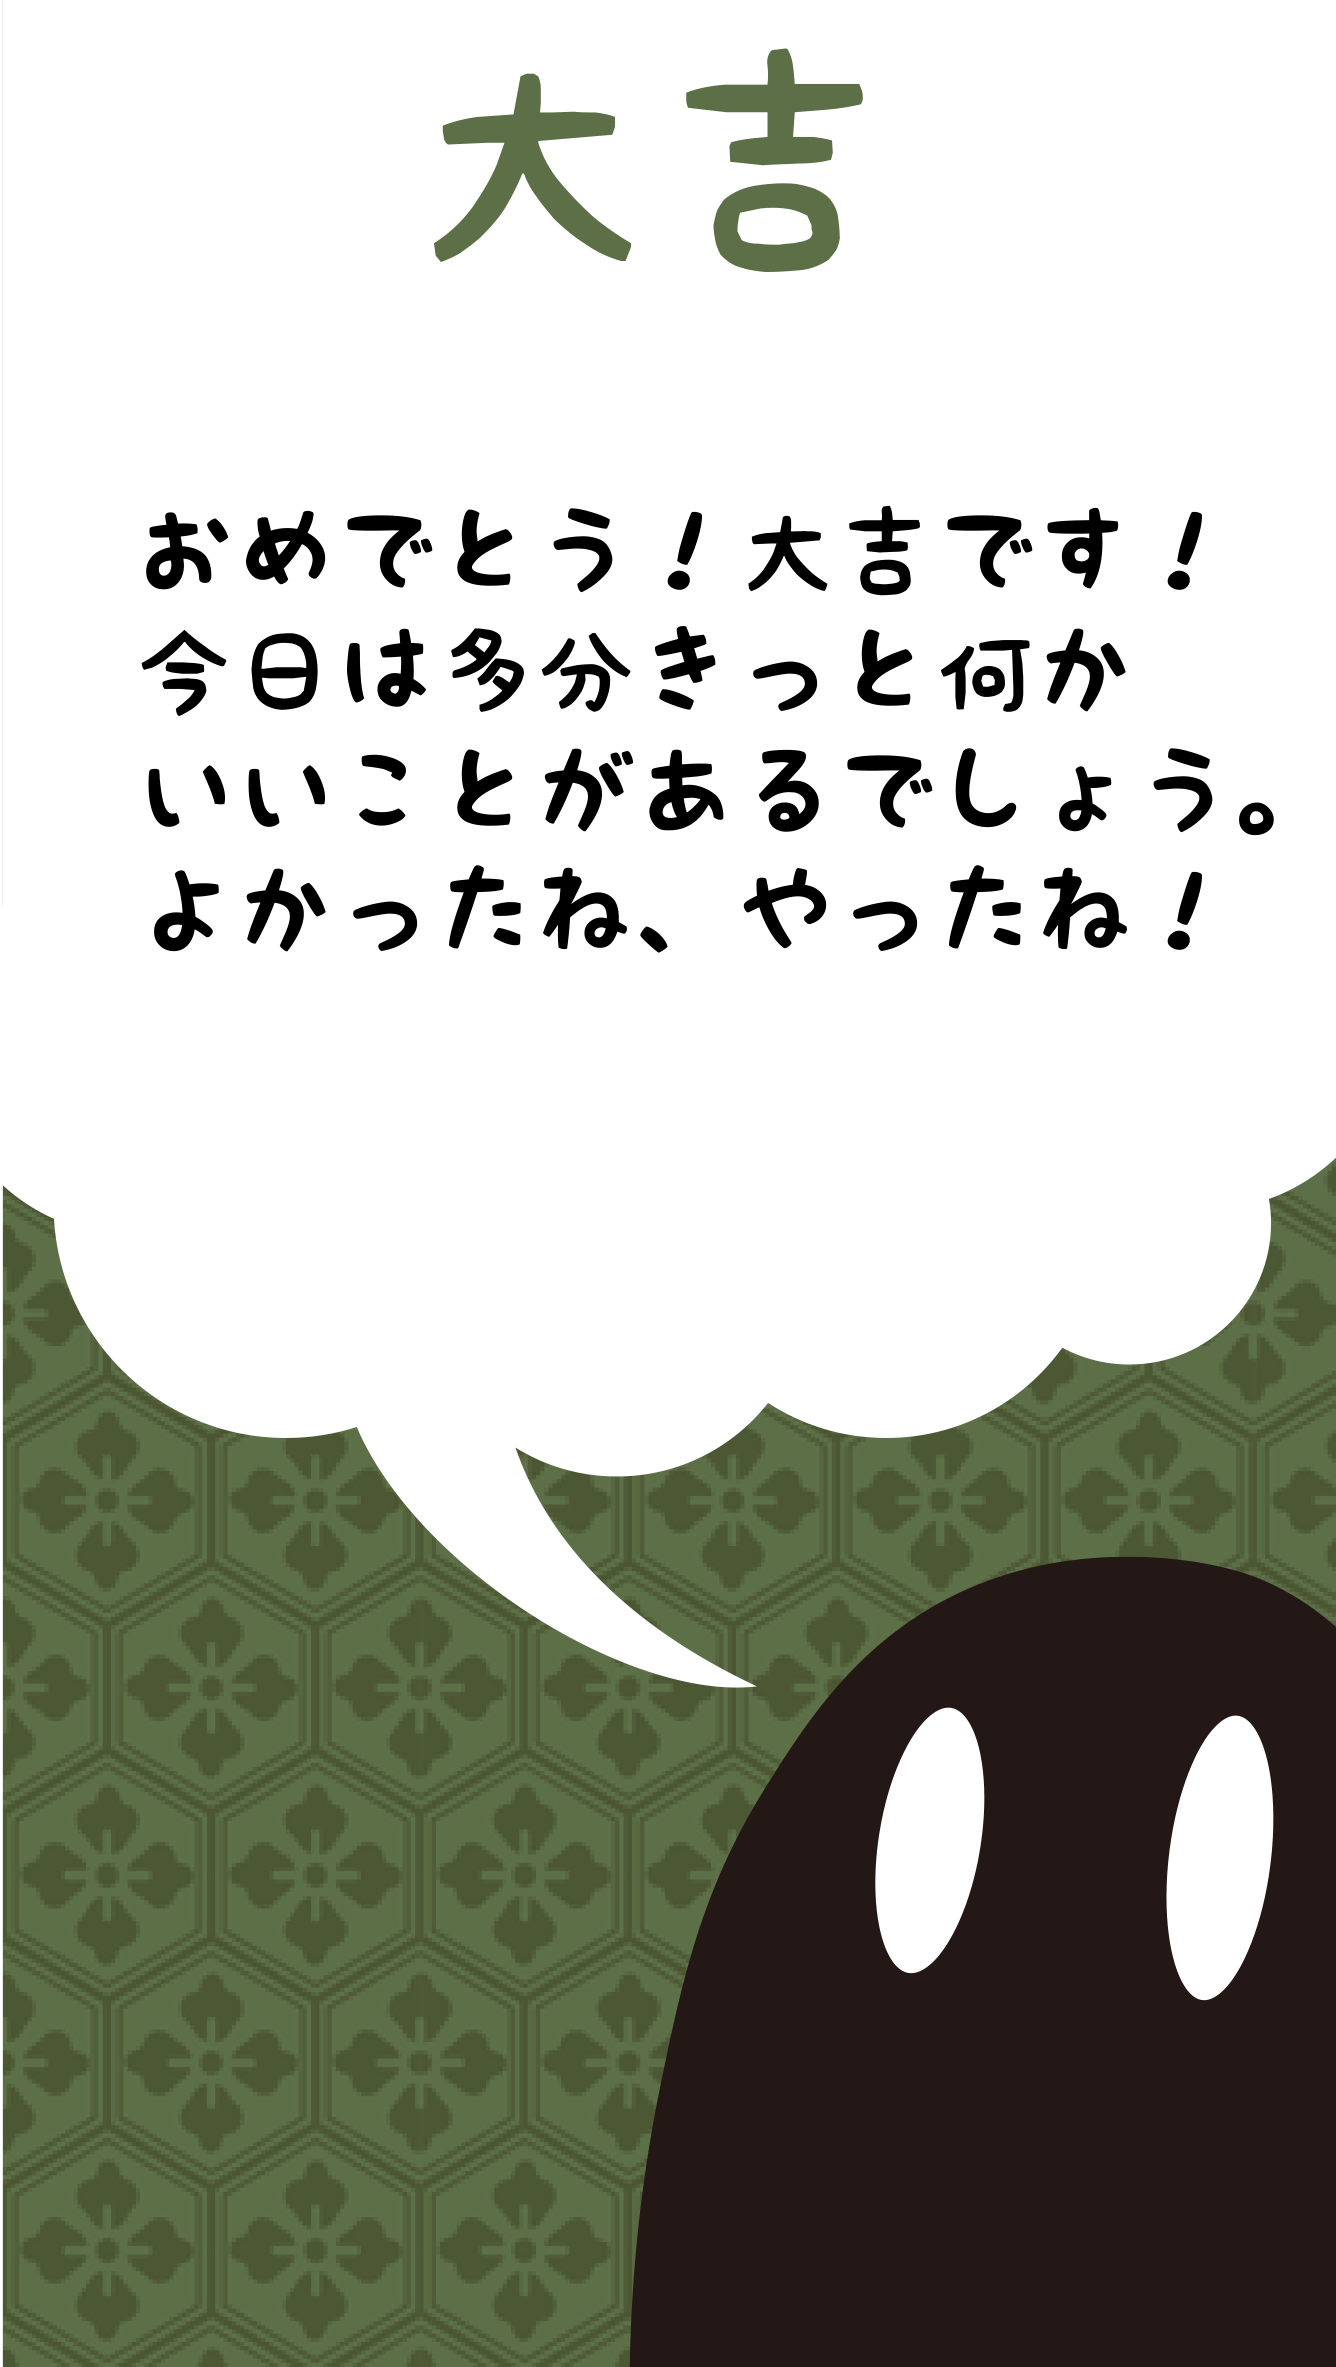 大吉
おめでとう！大吉です！
今日は多分きっと何か
いいことがあるでしょう。
よかったね、やったね！